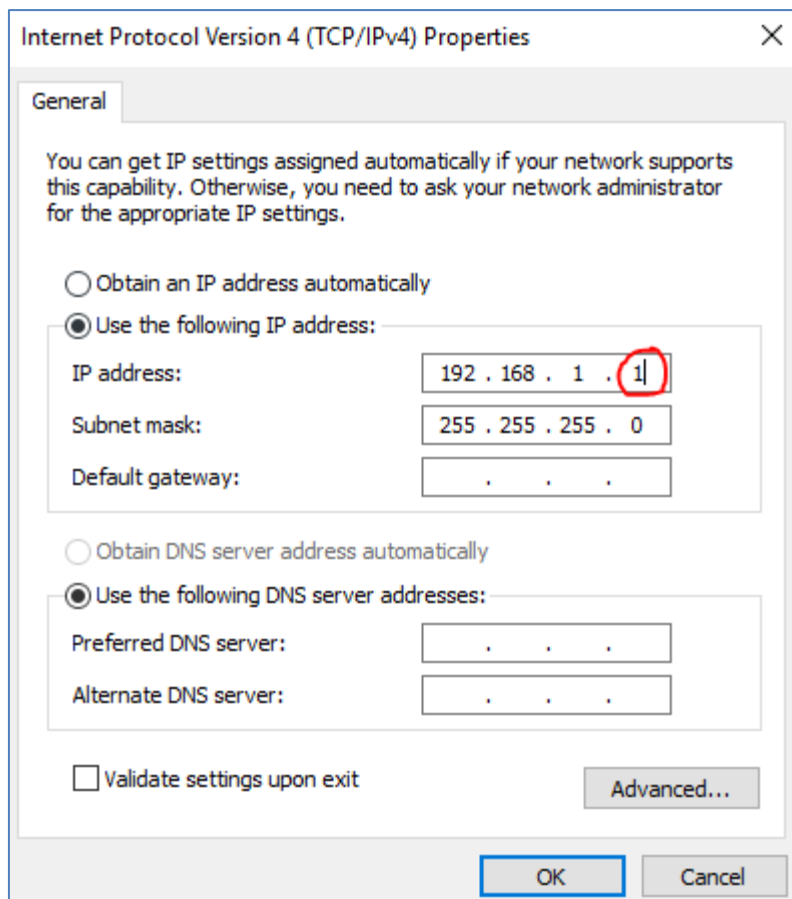 Internet Protocol Version 4 (TCP/IPv4) Properties
General
You can get IP settings assigned automatically if your network supports
this capability. Otherwise, you need to ask your network administrator
for the appropriate IP settings.
Obtain an IP address automatically
Use the following IP address:
IP address: 192 . 168 . 1 . 1
Subnet mask: 255 . 255 . 255 . 0
Default gateway: . . .
Obtain DNS server address automatically
Use the following DNS server addresses:
Preferred DNS server: . . .
Alternate DNS server: . . .
Validate settings upon exit
Advanced...
OK Cancel